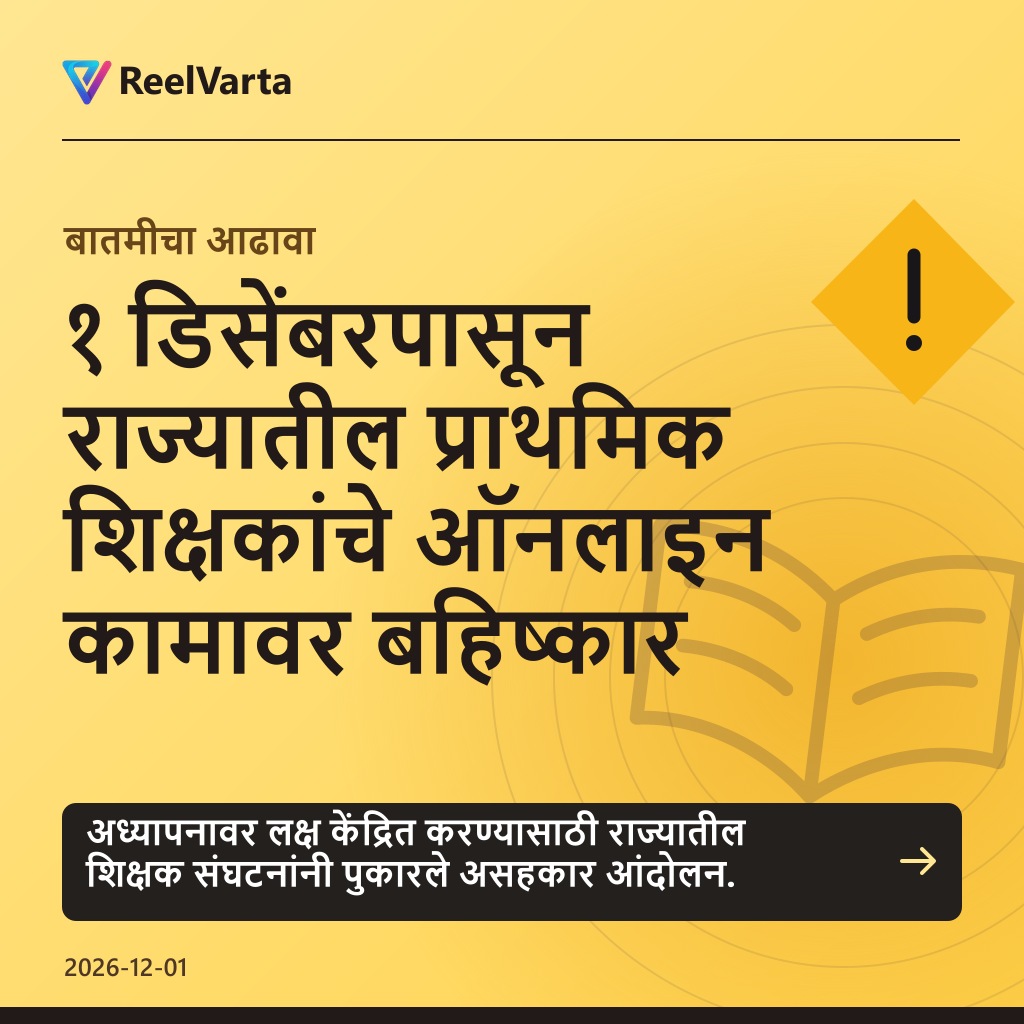 ReelVarta
बातमीचा आढावा
१ डिसेंबरपासून
राज्यातील प्राथमिक
शिक्षकांचे ऑनलाइन
कामावर बहिष्कार
अध्यापनावर लक्ष केंद्रित करण्यासाठी राज्यातील
शिक्षक संघटनांनी पुकारले असहकार आंदोलन.
2026-12-01